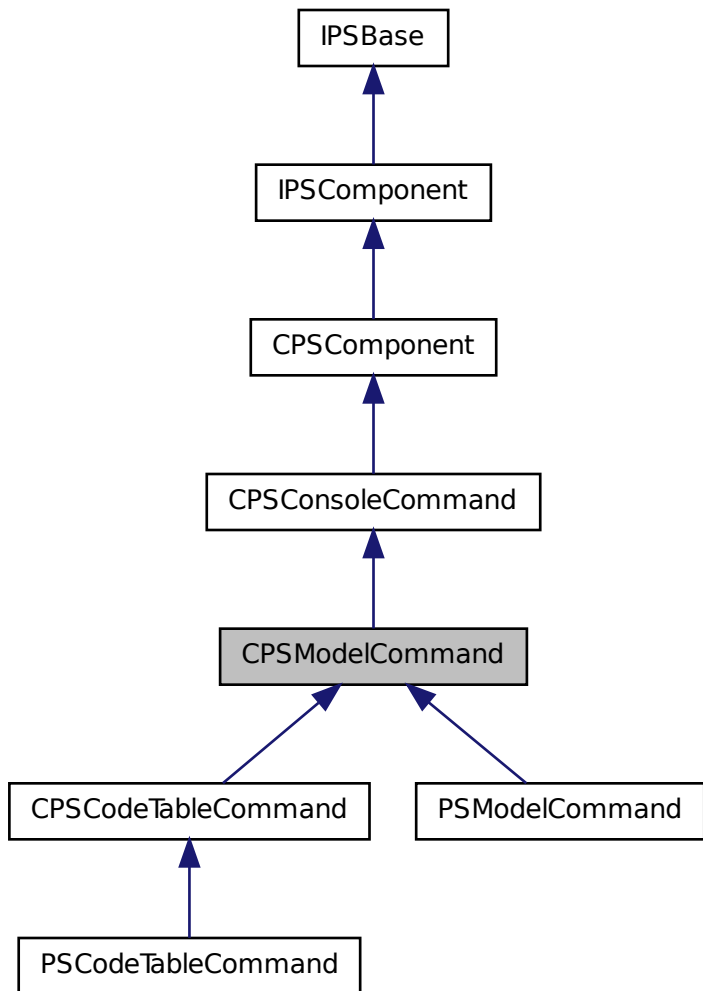 IPSBase
IPSComponent
CPSComponent
CPSConsoleCommand
CPSModelCommand
CPSCodeTableCommand
PSModelCommand
PSCodeTableCommand